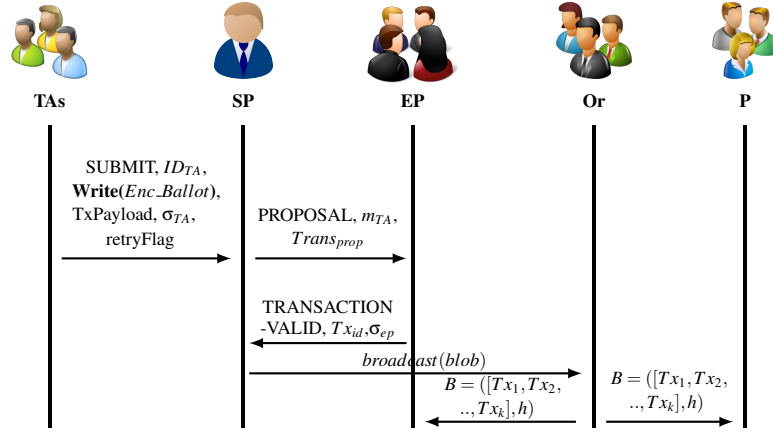 TAs SP EP Or P
SUBMIT, ID_TA,
Write(Enc_Ballot),
TxPayload, σ_TA,
retryFlag
PROPOSAL, m_TA,
Trans_prop
TRANSACTION
-VALID, Tx_id,σ_ep
broadcast(blob)
B = ([Tx_1,Tx_2,
..,Tx_k],h)
B = ([Tx_1,Tx_2,
..,Tx_k],h)